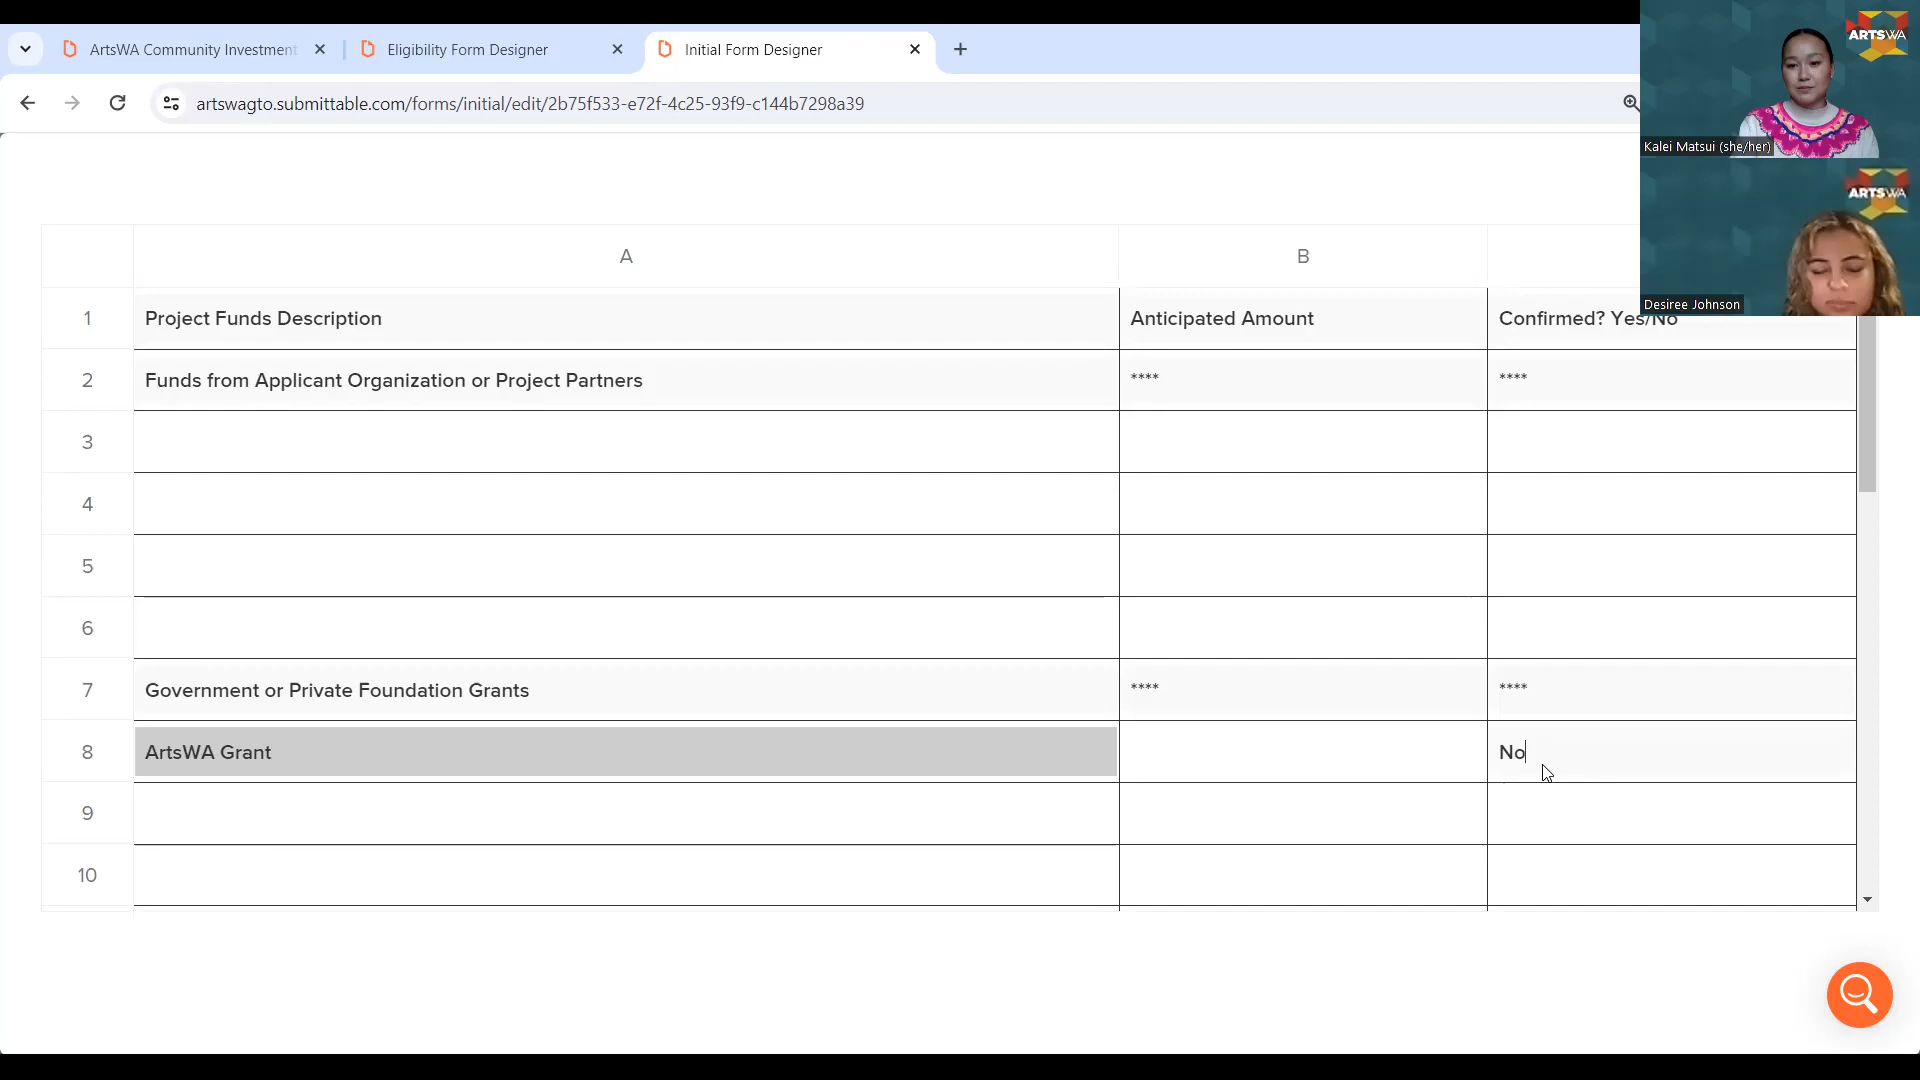 ArtsWA Community Investment
Eligibility Form Designer
Initial Form Designer
artswagto.submittable.com/forms/initial/edit/2b75f533-e72f-4c25-93f9-c144b7298a39
ARTSWA
Kalei Matsui (she/her)
ARTSWA
Desiree Johnson
A
B
1
Project Funds Description
Anticipated Amount
Confirmed? Yes/No
2
Funds from Applicant Organization or Project Partners
****
****
3
4
5
6
7
Government or Private Foundation Grants
****
****
8
ArtsWA Grant
No
9
10